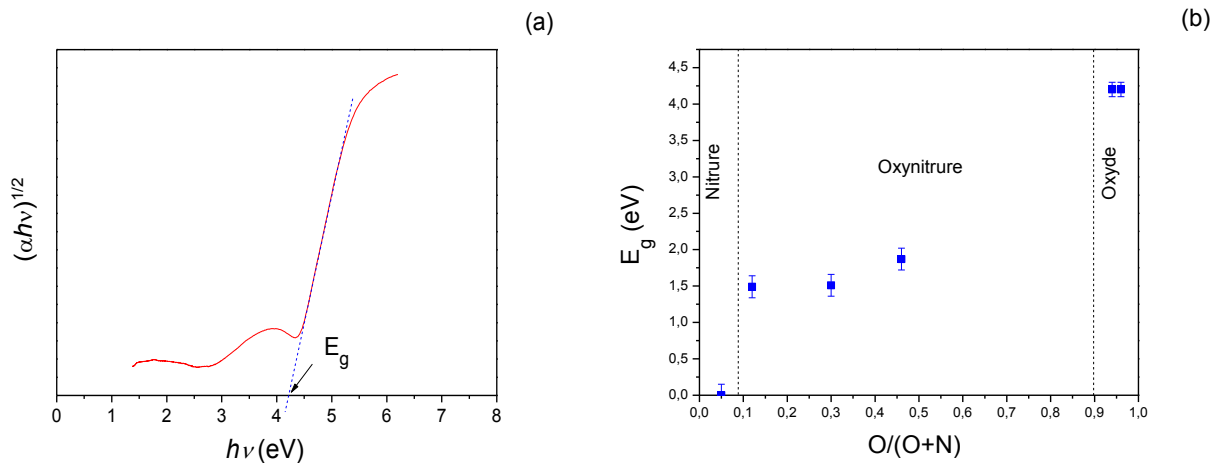 (a)
(αhν)^{1/2}
E_g
0 1 2 3 4 5 6 7 8
hν (eV)
(b)
E_g (eV)
4,5
4,0
3,5
3,0
2,5
2,0
1,5
1,0
0,5
0,0
Nitrure
Oxynitrure
Oxyde
0,0 0,1 0,2 0,3 0,4 0,5 0,6 0,7 0,8 0,9 1,0
O/(O+N)